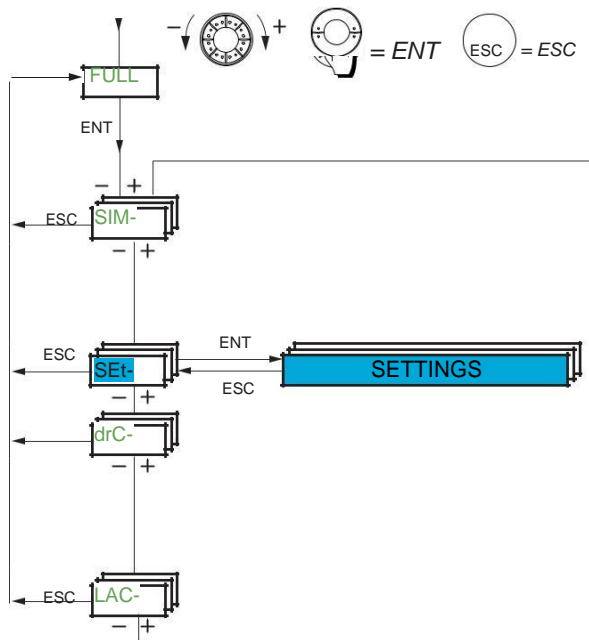 − + = ENT ESC = ESC
FULL
ENT
− +
ESC SIM-
− +
ENT
ESC SEt- SETTINGS
ESC
− +
drC-
− +
ESC LAC-
− +